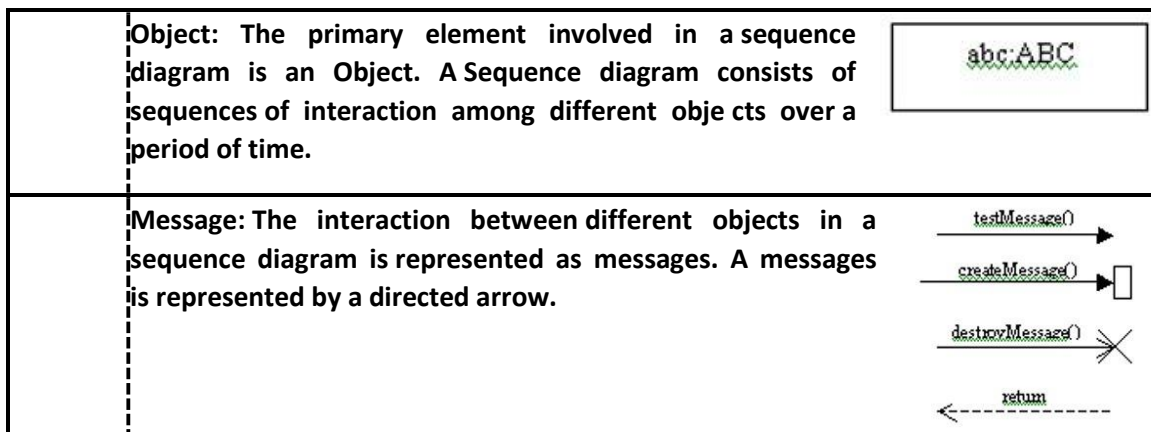 Object: The primary element involved in a sequence
diagram is an Object. A Sequence diagram consists of
sequences of interaction among different obje cts over a
period of time.
abc:ABC
Message: The interaction between different objects in a
sequence diagram is represented as messages. A messages
is represented by a directed arrow.
testMessage()
createMessage()
destroyMessage()
return